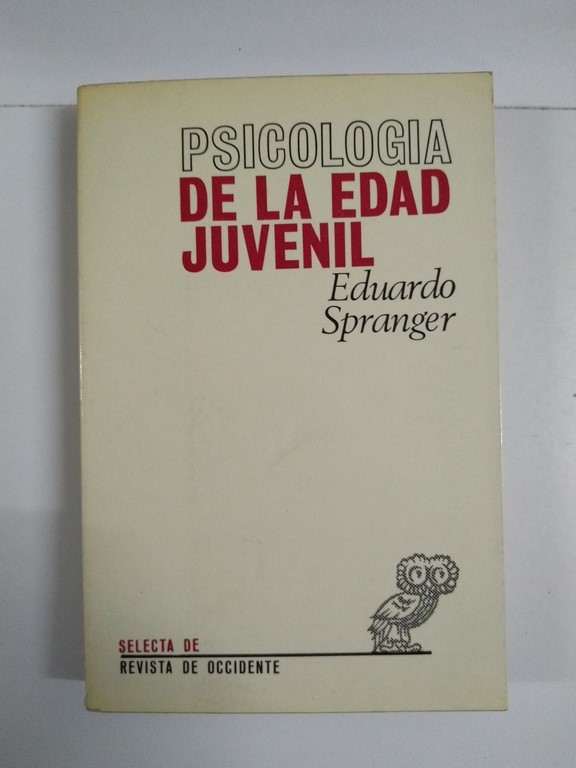 PSICOLOGIA
DE LA EDAD
JUVENIL
Eduardo
Spranger
SELECTA DE
REVISTA DE OCCIDENTE